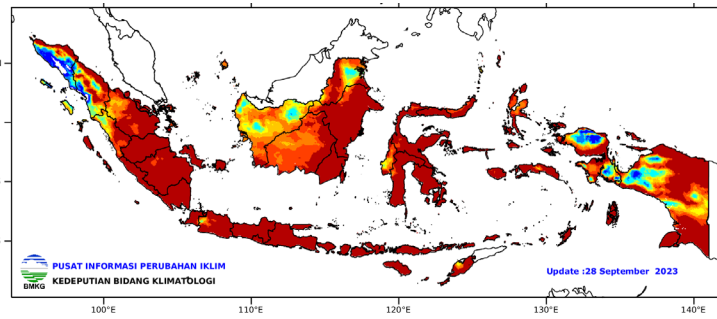 PUSAT INFORMASI PERUBAHAN IKLIM
KEDEPUTIAN BIDANG KLIMATOLOGI
BMKG
Update :28 September 2023
100°E 110°E 120°E 130°E 140°E